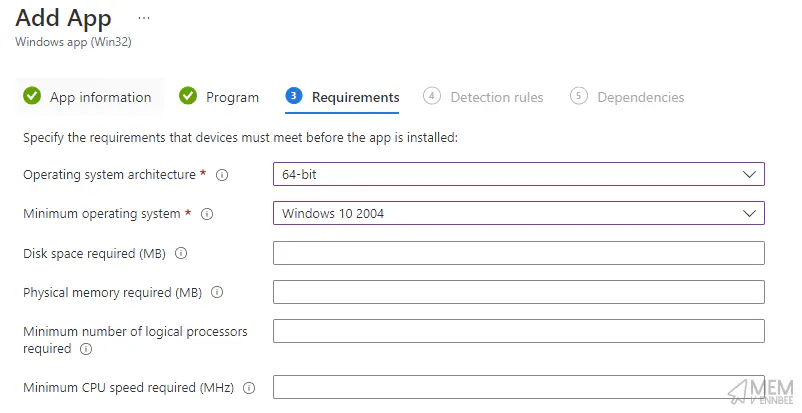 Add App ...
Windows app (Win32)
App information Program 3 Requirements 4 Detection rules 5 Dependencies
Specify the requirements that devices must meet before the app is installed:
Operating system architecture * 64-bit
Minimum operating system * Windows 10 2004
Disk space required (MB)
Physical memory required (MB)
Minimum number of logical processors
required
Minimum CPU speed required (MHz)
MEM
ENNBEE